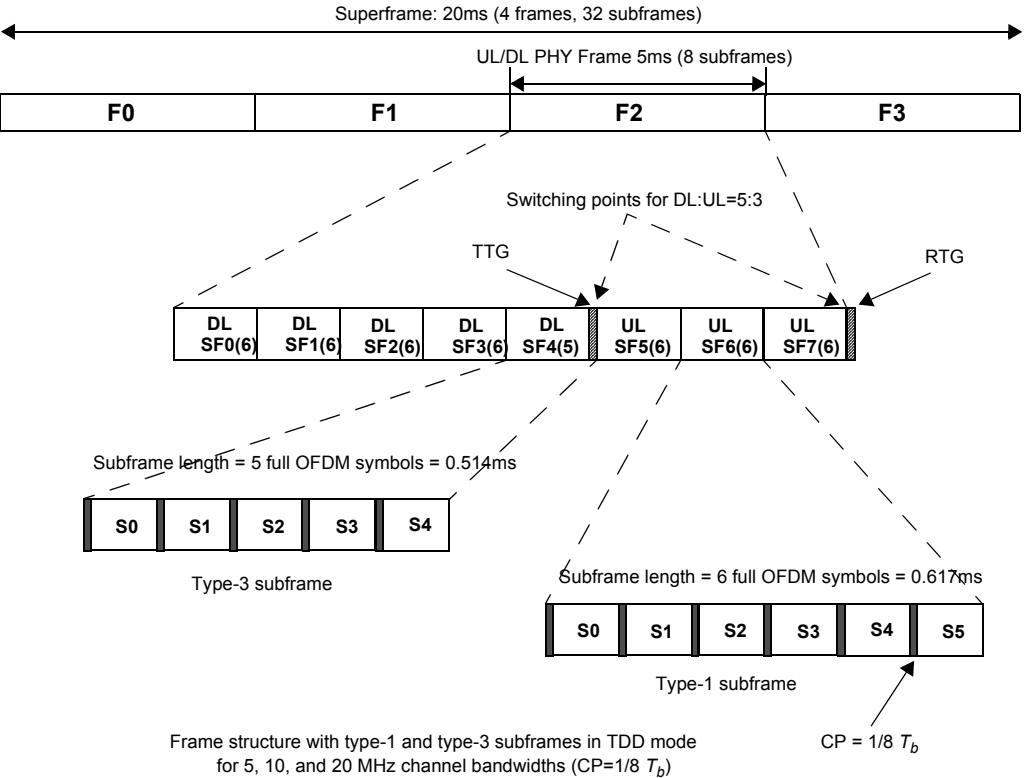 Superframe: 20ms (4 frames, 32 subframes)
UL/DL PHY Frame 5ms (8 subframes)
F0 F1 F2 F3
Switching points for DL:UL=5:3
TTG
RTG
DL DL DL DL DL UL UL UL
SF0(6) SF1(6) SF2(6) SF3(6) SF4(5) SF5(6) SF6(6) SF7(6)
Subframe length = 5 full OFDM symbols = 0.514ms
S0 S1 S2 S3 S4
Type-3 subframe
Subframe length = 6 full OFDM symbols = 0.617ms
S0 S1 S2 S3 S4 S5
Type-1 subframe
CP = 1/8 Tb
Frame structure with type-1 and type-3 subframes in TDD mode
for 5, 10, and 20 MHz channel bandwidths (CP=1/8 Tb)